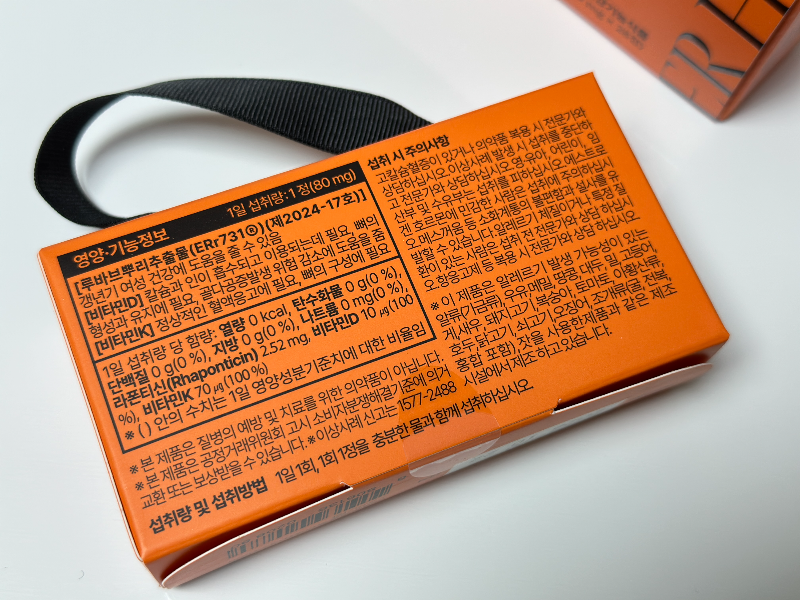 영양·기능정보
1일 섭취량:1정(80mg)
[루바브뿌리추출물(ERr731®)(제2024-17호)]
갱년기 여성 건강에 도움을 줄 수 있음
[비타민D] 칼슘과 인이 흡수되고 이용되는데 필요, 뼈의
형성과 유지에 필요, 골다공증발생 위험 감소에 도움을 줌
[비타민K] 정상적인 혈액응고에 필요, 뼈의 구성에 필요
1일 섭취량 당 함량: 열량 0 kcal, 탄수화물 0 g(0 %),
단백질 0 g(0 %), 지방 0 g(0 %), 나트륨 0 mg(0 %),
라폰티신(Rhaponticin) 2.52 mg, 비타민D 10 ㎍(100
%), 비타민K 70 ㎍(100 %)
※ ( ) 안의 수치는 1일 영양성분기준치에 대한 비율임
※ 본 제품은 질병의 예방 및 치료를 위한 의약품이 아닙니다.
※ 본 제품은 공정거래위원회 고시 소비자분쟁해결기준에 의거
교환 또는 보상받을 수 있습니다. ※ 이상사례 신고는 1577-2488
섭취량 및 섭취방법 1일 1회, 1회 1정을 충분한 물과 함께 섭취하십시오.
섭취 시 주의사항
고칼슘혈증이 있거나 의약품 복용 시 전문가와
상담하십시오. 이상사례 발생 시 섭취를 중단하
고 전문가와 상담하십시오. 영·유아, 어린이, 임
산부 및 수유부는 섭취를 피하십시오. 에스트로
겐 호르몬에 민감한 사람은 섭취에 주의하십시
오. 메스꺼움 등 소화계통의 불편함과 설사를 유
발할 수 있습니다. 알레르기 체질이거나 특정 질
환이 있는 사람은 섭취 전 전문가와 상담 하십시
오. 항응고제 등 복용 시 전문가와 상담 하십시오.
※ 이 제품은 알레르기 발생 가능성이 있는
알류(가금류), 우유, 메밀, 땅콩, 대두, 밀, 고등어,
게, 새우, 돼지고기, 복숭아, 토마토, 아황산류,
호두, 닭고기, 쇠고기, 오징어, 조개류(굴, 전복,
홍합 포함), 잣을 사용한 제품과 같은 제조
시설에서 제조하고 있습니다.